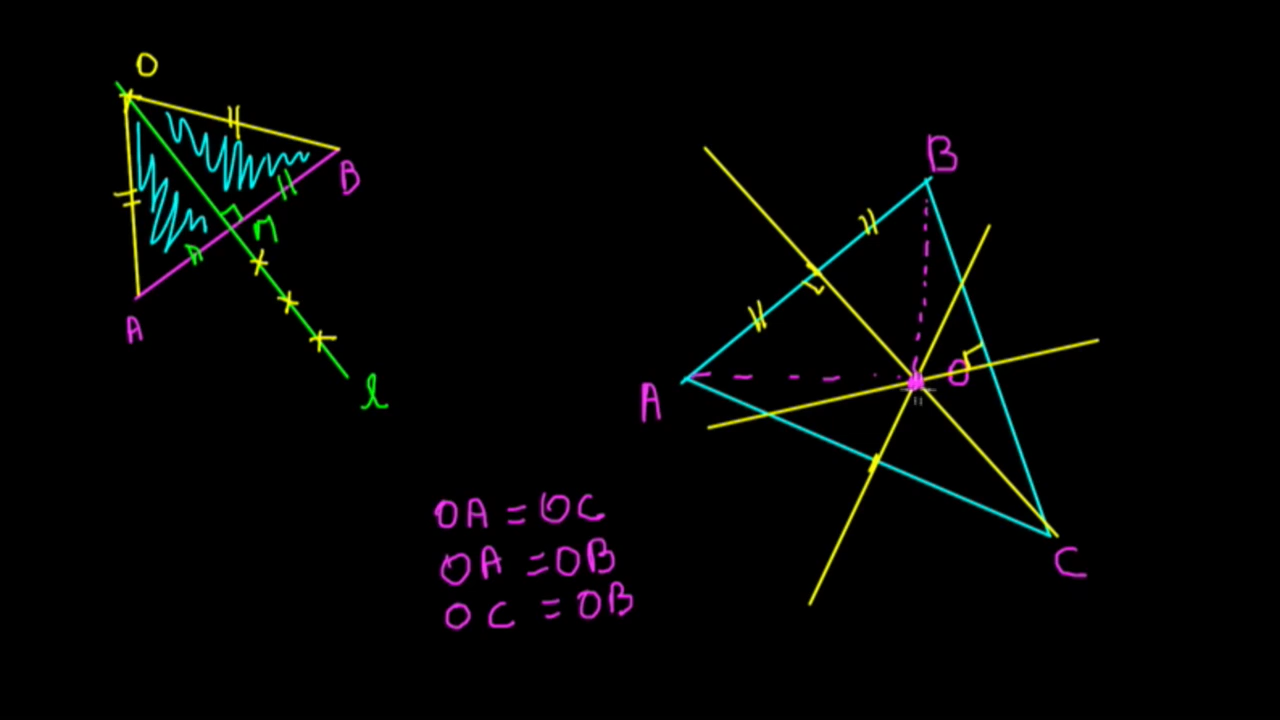 O
B
M
A
l
B
A
O
C
OA = OC
OA = OB
OC = OB